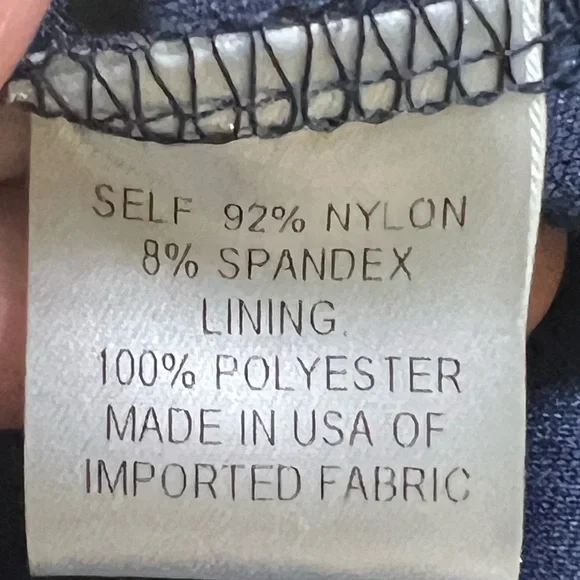 SELF 92% NYLON
8% SPANDEX
LINING.
100% POLYESTER
MADE IN USA OF
IMPORTED FABRIC